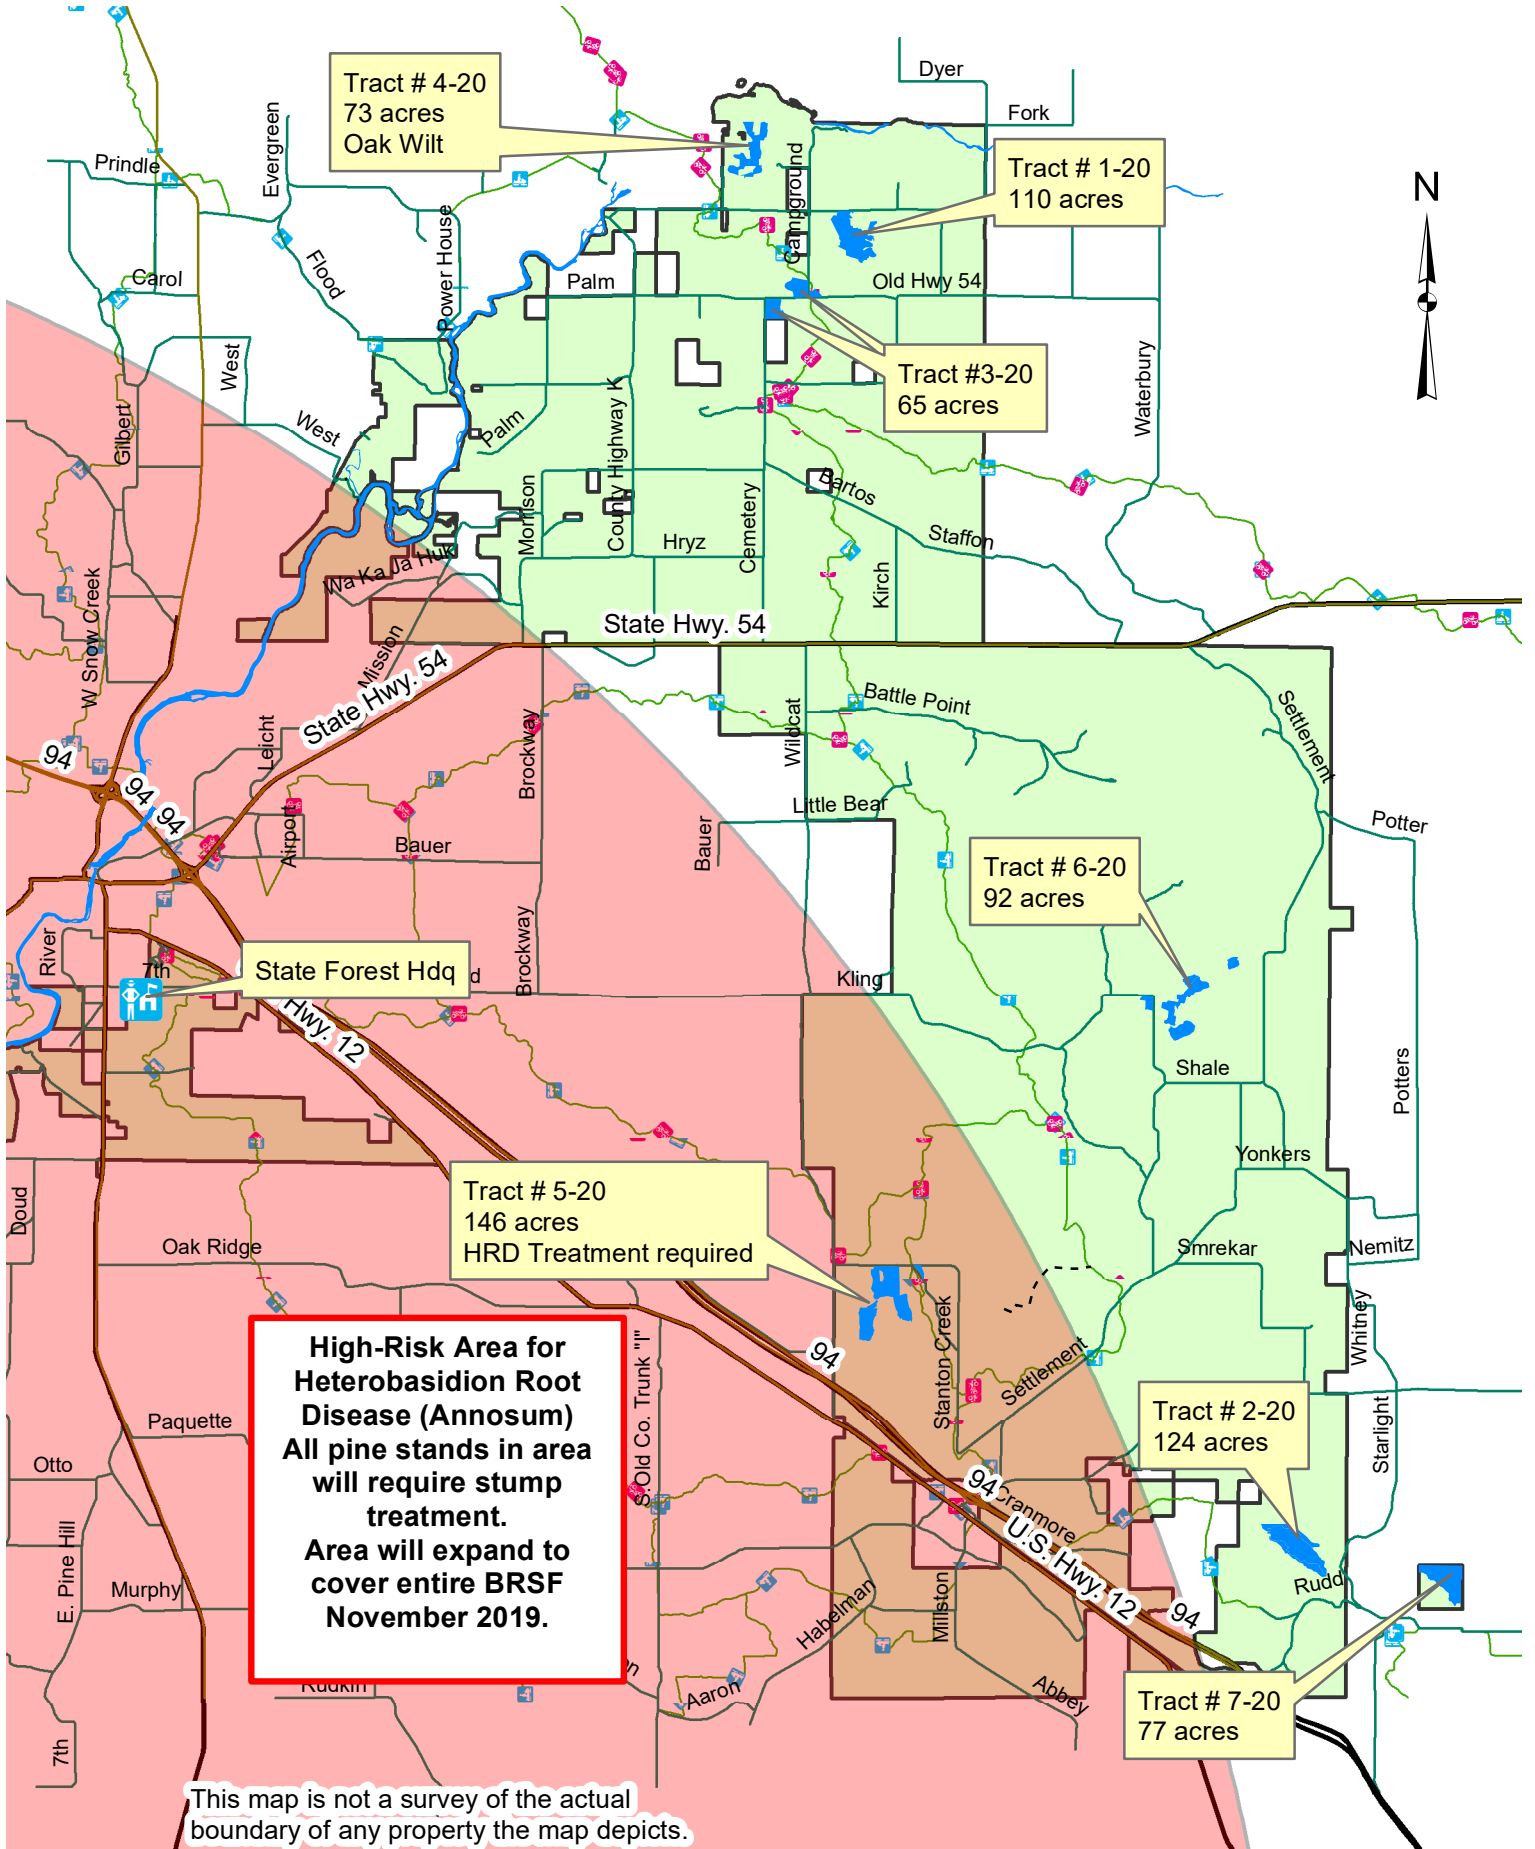 Dyer
Fork
Tract # 4-20
73 acres
Oak Wilt
Tract # 1-20
110 acres
N
Prindle
Evergreen
Campground
Power House
Flood
Carol
Palm
Old Hwy 54
West
West
Gilbert
Tract #3-20
65 acres
Waterbury
Palm
County Highway K
Morrison
Bartos
Cemetery
Staffon
Hryz
Kirch
Wa Ka Ja Huk
W Snow Creek
Mission
State Hwy. 54
State Hwy. 54
Leicht
Battle Point
Settlement
Wildcat
Brockway
94
94
94
Little Bear
Airport
Bauer
Bauer
Potter
Tract # 6-20
92 acres
River
7th
State Forest Hdq
d
Brockway
Kling
Hwy. 12
Shale
Potters
Yonkers
Doud
Tract # 5-20
146 acres
HRD Treatment required
Oak Ridge
Smrekar
Nemitz
Whitney
High-Risk Area for
Heterobasidion Root
Disease (Annosum)
All pine stands in area
will require stump
treatment.
Area will expand to
cover entire BRSF
November 2019.
S.Old Co. Trunk "I"
94
Stanton Creek
Settlement
Tract # 2-20
124 acres
Starlight
Paquette
Otto
94
Cranmore
U.S. Hwy. 12
94
E. Pine Hill
Murphy
Rudd
Habelman
Millston
on
Rudkin
Aaron
Abbey
Tract # 7-20
77 acres
7th
This map is not a survey of the actual
boundary of any property the map depicts.